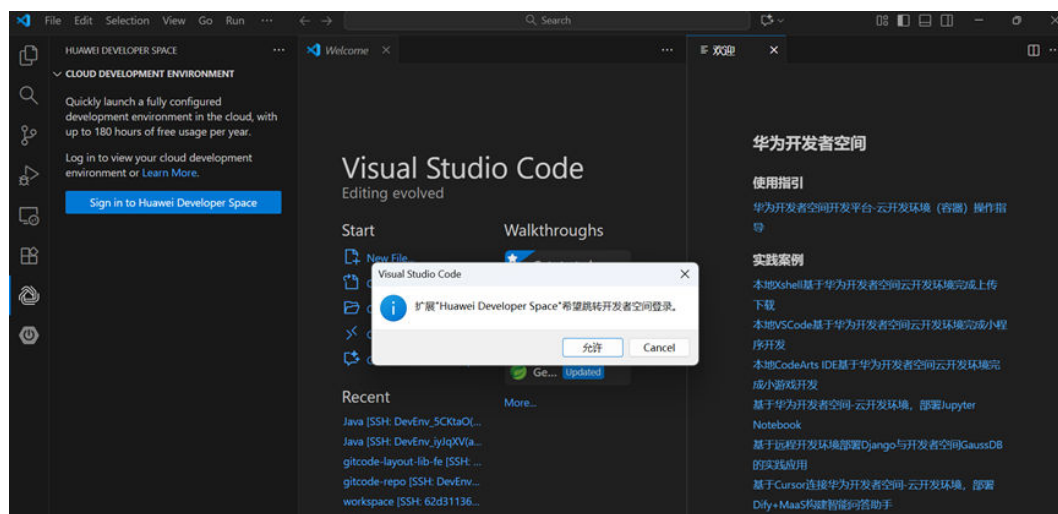 File Edit Selection View Go Run ··· Search
HUAWEI DEVELOPER SPACE ···
CLOUD DEVELOPMENT ENVIRONMENT
Quickly launch a fully configured
development environment in the cloud, with
up to 180 hours of free usage per year.
Log in to view your cloud development
environment or Learn More.
Sign in to Huawei Developer Space
Welcome
Visual Studio Code
Editing evolved
Start
New File...
Recent
Java [SSH: DevEnv_5CKtaO(...
Java [SSH: DevEnv_iyJqXV(a...
gitcode-layout-lib-fe [SSH: ...
gitcode-repo [SSH: DevEnv...
workspace [SSH: 62d31136...
Walkthroughs
Ge... Updated
More...
Visual Studio Code
扩展"Huawei Developer Space"希望跳转开发者空间登录。
允许 Cancel
欢迎
华为开发者空间
使用指引
华为开发者空间开发平台-云开发环境（容器）操作指
导
实践案例
本地Xshell基于华为开发者空间云开发环境完成上传
下载
本地VSCode基于华为开发者空间云开发环境完成小程
序开发
本地CodeArts IDE基于华为开发者空间云开发环境完
成小游戏开发
基于华为开发者空间-云开发环境，部署Jupyter
Notebook
基于远程开发环境部署Django与开发者空间GaussDB
的实践应用
基于Cursor连接华为开发者空间-云开发环境，部署
Dify+MaaS构建智能问答助手